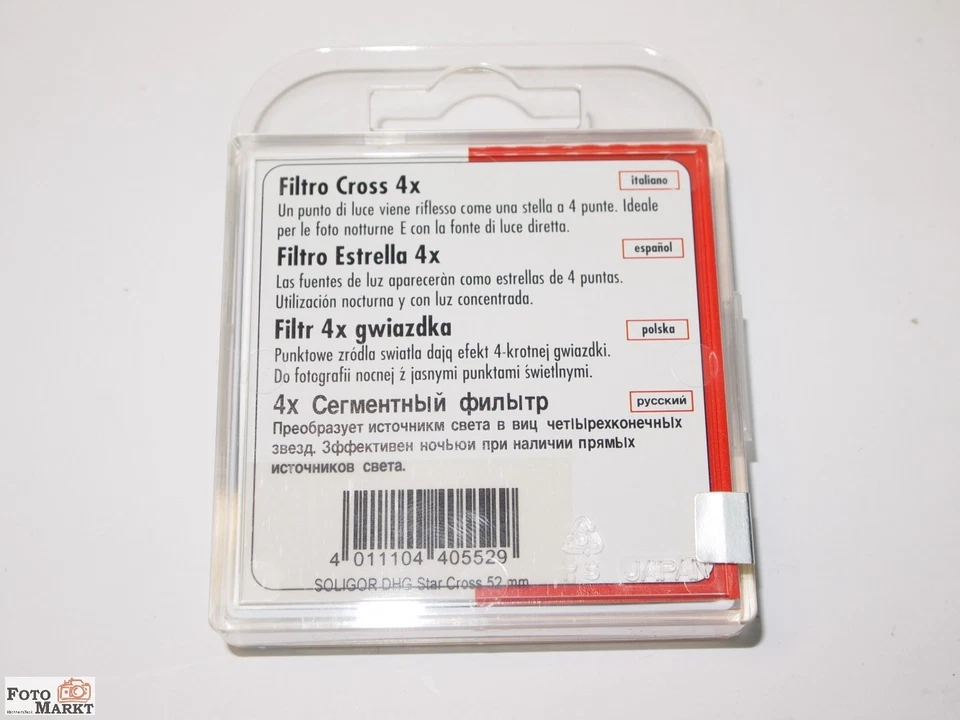 Filtro Cross 4x
italiano
Un punto di luce viene riflesso come una stella a 4 punte. Ideale
per le foto notturne E con la fonte di luce diretta.
Filtro Estrella 4x
español
Las fuentes de luz apareceràn como estrellas de 4 puntas.
Utilización nocturna y con luz concentrada.
Filtr 4x gwiazdka
polska
Punktowe zródla swiatla dają efekt 4-krotnej gwiazdki.
Do fotografii nocnej ź jasnymi punktami świetlnymi.
4x Сегментный фильтр
русский
Преобразует источникм света в виц четІырехконечных
звезд. Зффективен ночьюи при наличии прямых
источников света.
4 011104 405529
SOLIGOR DHG Star Cross 52 mm
JAPAN
FOTO
MARKT